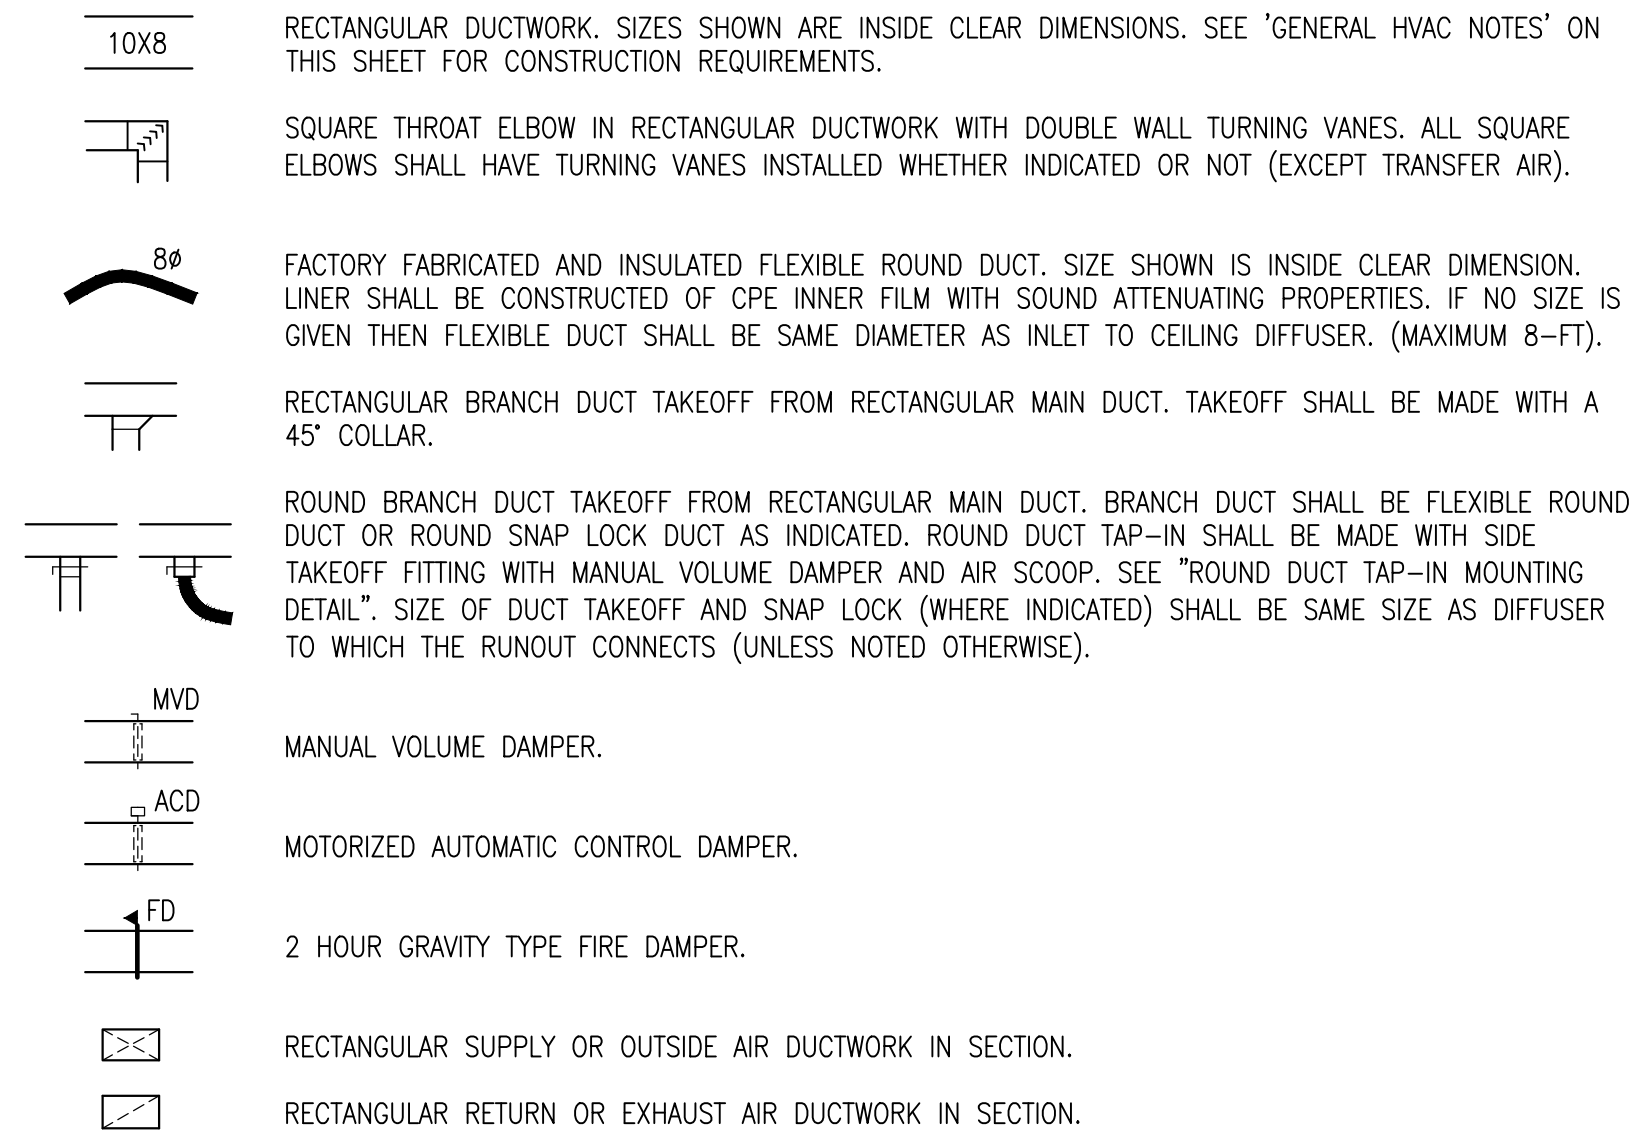 10X8
RECTANGULAR DUCTWORK. SIZES SHOWN ARE INSIDE CLEAR DIMENSIONS. SEE 'GENERAL HVAC NOTES' ON
THIS SHEET FOR CONSTRUCTION REQUIREMENTS.
SQUARE THROAT ELBOW IN RECTANGULAR DUCTWORK WITH DOUBLE WALL TURNING VANES. ALL SQUARE
ELBOWS SHALL HAVE TURNING VANES INSTALLED WHETHER INDICATED OR NOT (EXCEPT TRANSFER AIR).
8ø
FACTORY FABRICATED AND INSULATED FLEXIBLE ROUND DUCT. SIZE SHOWN IS INSIDE CLEAR DIMENSION.
LINER SHALL BE CONSTRUCTED OF CPE INNER FILM WITH SOUND ATTENUATING PROPERTIES. IF NO SIZE IS
GIVEN THEN FLEXIBLE DUCT SHALL BE SAME DIAMETER AS INLET TO CEILING DIFFUSER. (MAXIMUM 8-FT).
RECTANGULAR BRANCH DUCT TAKEOFF FROM RECTANGULAR MAIN DUCT. TAKEOFF SHALL BE MADE WITH A
45° COLLAR.
ROUND BRANCH DUCT TAKEOFF FROM RECTANGULAR MAIN DUCT. BRANCH DUCT SHALL BE FLEXIBLE ROUND
DUCT OR ROUND SNAP LOCK DUCT AS INDICATED. ROUND DUCT TAP-IN SHALL BE MADE WITH SIDE
TAKEOFF FITTING WITH MANUAL VOLUME DAMPER AND AIR SCOOP. SEE "ROUND DUCT TAP-IN MOUNTING
DETAIL". SIZE OF DUCT TAKEOFF AND SNAP LOCK (WHERE INDICATED) SHALL BE SAME SIZE AS DIFFUSER
TO WHICH THE RUNOUT CONNECTS (UNLESS NOTED OTHERWISE).
MVD
MANUAL VOLUME DAMPER.
ACD
MOTORIZED AUTOMATIC CONTROL DAMPER.
FD
2 HOUR GRAVITY TYPE FIRE DAMPER.
RECTANGULAR SUPPLY OR OUTSIDE AIR DUCTWORK IN SECTION.
RECTANGULAR RETURN OR EXHAUST AIR DUCTWORK IN SECTION.